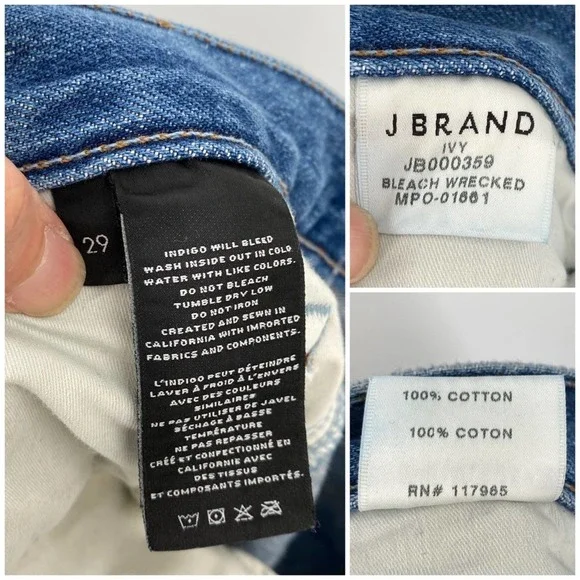 29
INDIGO WILL BLEED
WASH INSIDE OUT IN COLD
WATER WITH LIKE COLORS.
DO NOT BLEACH
TUMBLE DRY LOW
DO NOT IRON
CREATED AND SEWN IN
CALIFORNIA WITH IMPORTED
FABRICS AND COMPONENTS.
L'INDIGO PEUT DÉTEINDRE
LAVER À FROID À L'ENVERS
AVEC DES COULEURS
SIMILAIRES
NE PAS UTILISER DE JAVEL
SÉCHAGE À BASSE
TEMPÉRATURE
NE PAS REPASSER
CRÉÉ ET CONFECTIONNÉ EN
CALIFORNIE AVEC
DES TISSUS
ET COMPOSANTS IMPORTÉS.
J BRAND
IVY
JB000359
BLEACH WRECKED
MPO-01661
100% COTTON
100% COTON
RN# 117965